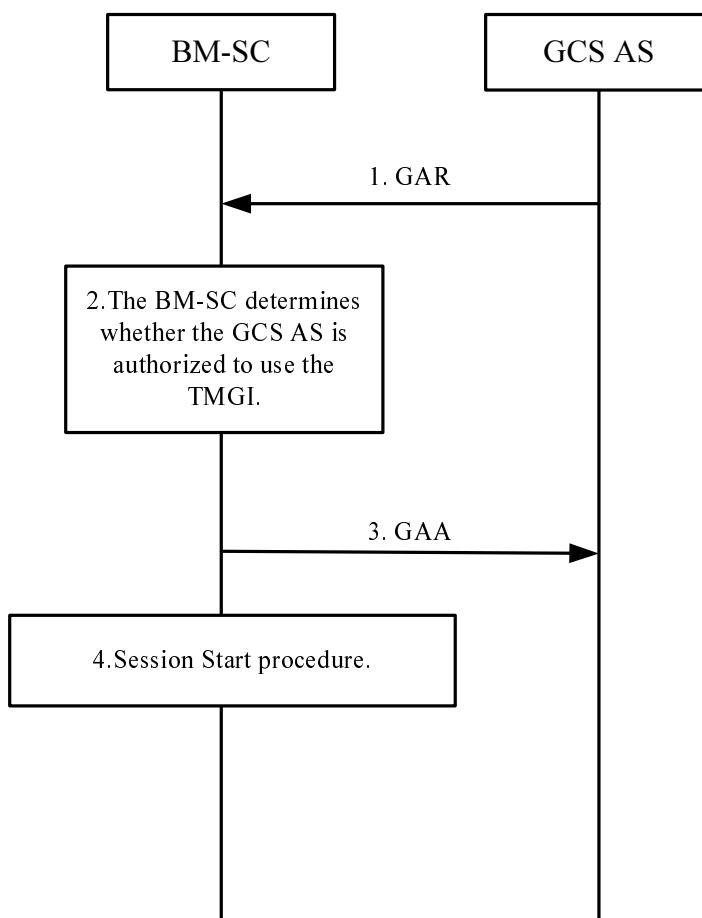 BM-SC
GCS AS
1. GAR
2.The BM-SC determines
whether the GCS AS is
authorized to use the
TMGI.
3. GAA
4.Session Start procedure.